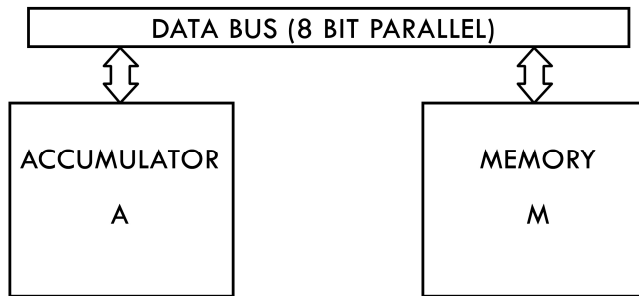 DATA BUS (8 BIT PARALLEL)
ACCUMULATOR
A
MEMORY
M